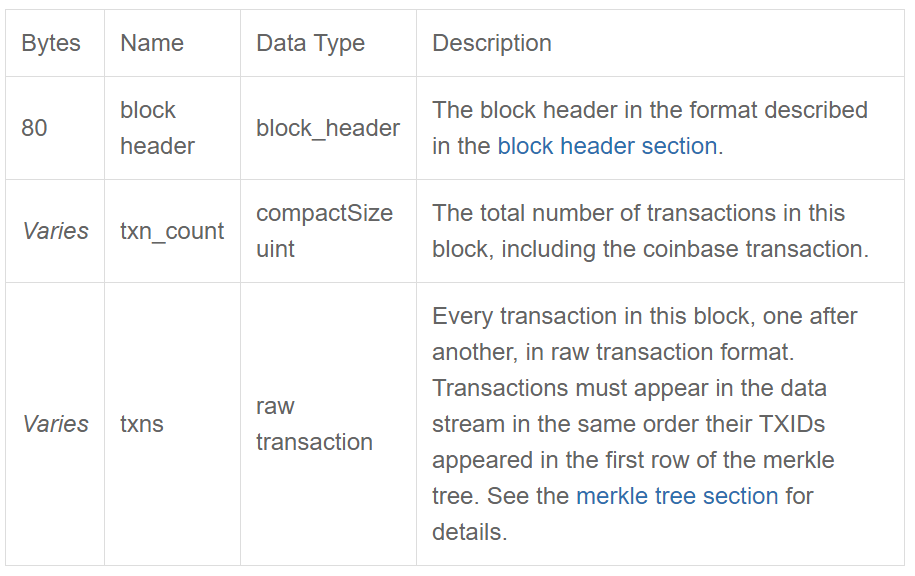 Bytes Name Data Type Description
80 block header block_header The block header in the format described
in the block header section.
Varies txn_count compactSize uint The total number of transactions in this
block, including the coinbase transaction.
Varies txns raw transaction Every transaction in this block, one after
another, in raw transaction format.
Transactions must appear in the data
stream in the same order their TXIDs
appeared in the first row of the merkle
tree. See the merkle tree section for
details.